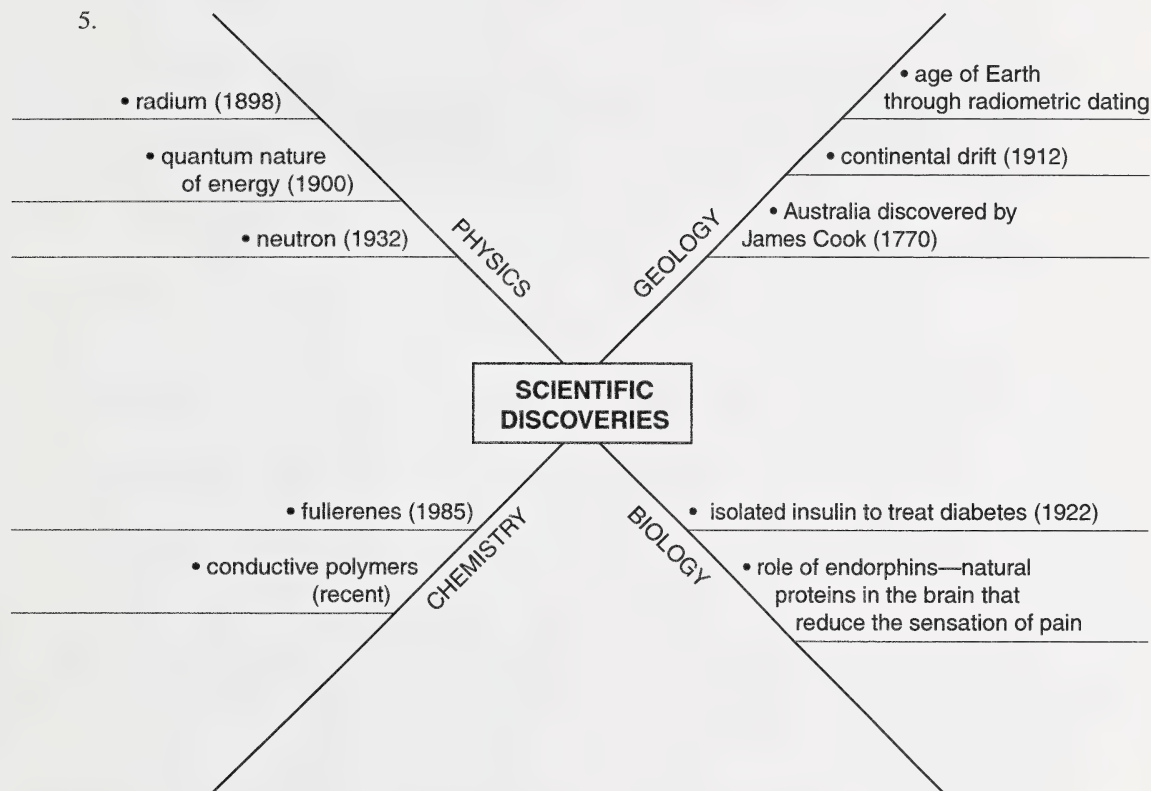 5.
• radium (1898)
• quantum nature
of energy (1900)
• neutron (1932)
PHYSICS
• age of Earth
through radiometric dating
• continental drift (1912)
• Australia discovered by
James Cook (1770)
GEOLOGY
SCIENTIFIC
DISCOVERIES
• fullerenes (1985)
• conductive polymers
(recent)
CHEMISTRY
• isolated insulin to treat diabetes (1922)
• role of endorphins—natural
proteins in the brain that
reduce the sensation of pain
BIOLOGY